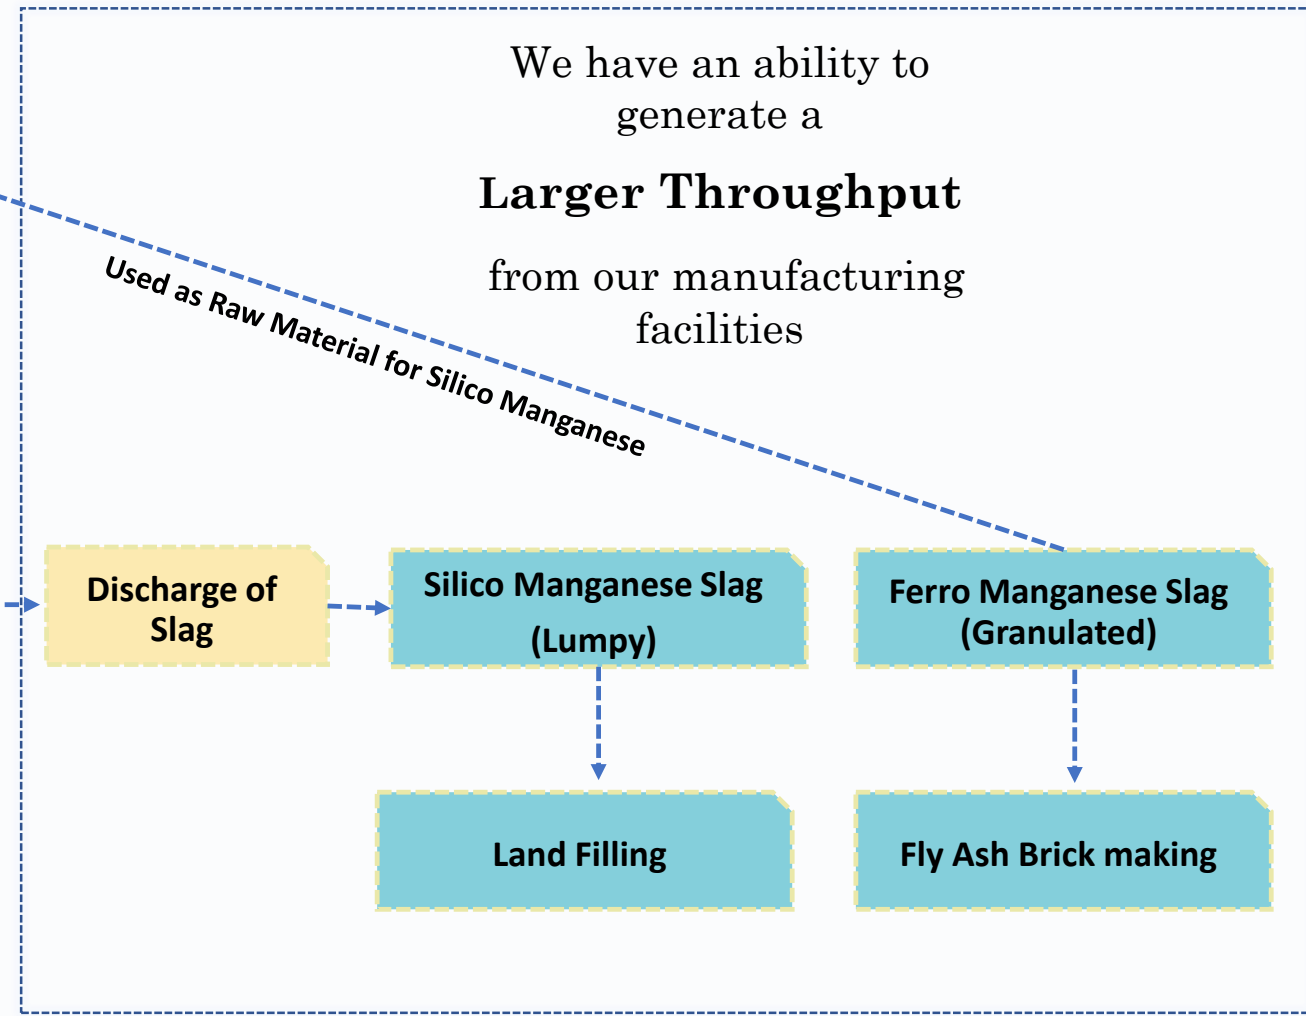 We have an ability to
generate a
Larger Throughput
from our manufacturing
facilities
Used as Raw Material for Silico Manganese
Discharge of
Slag
Silico Manganese Slag
(Lumpy)
Ferro Manganese Slag
(Granulated)
Land Filling
Fly Ash Brick making